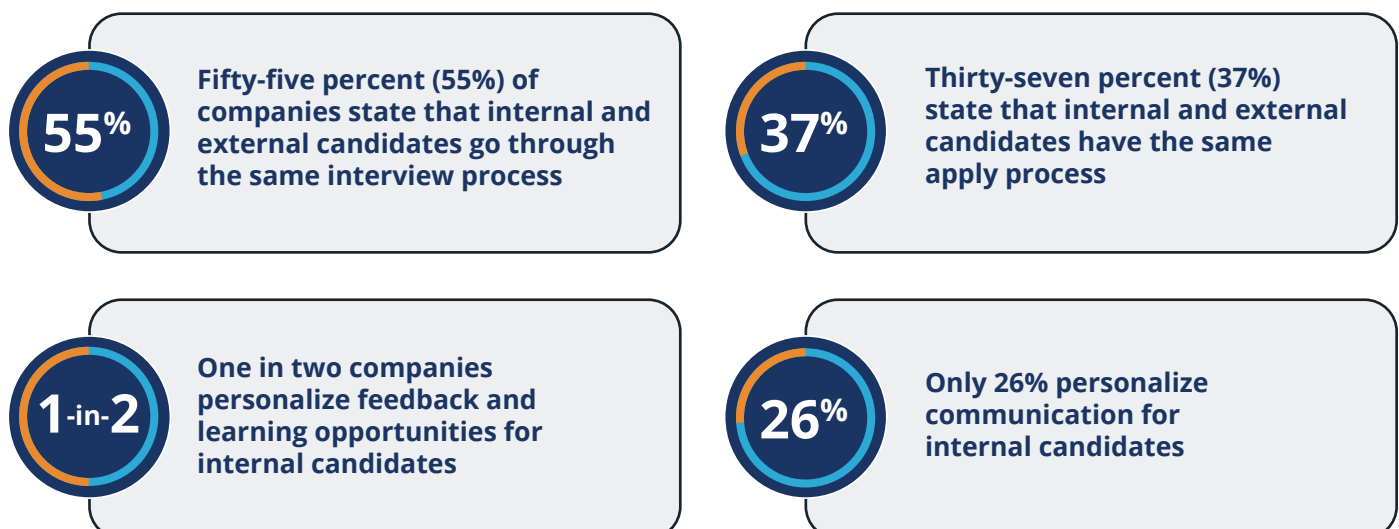 55%
Fifty-five percent (55%) of
companies state that internal and
external candidates go through
the same interview process
37%
Thirty-seven percent (37%)
state that internal and external
candidates have the same
apply process
1-in-2
One in two companies
personalize feedback and
learning opportunities for
internal candidates
26%
Only 26% personalize
communication for
internal candidates